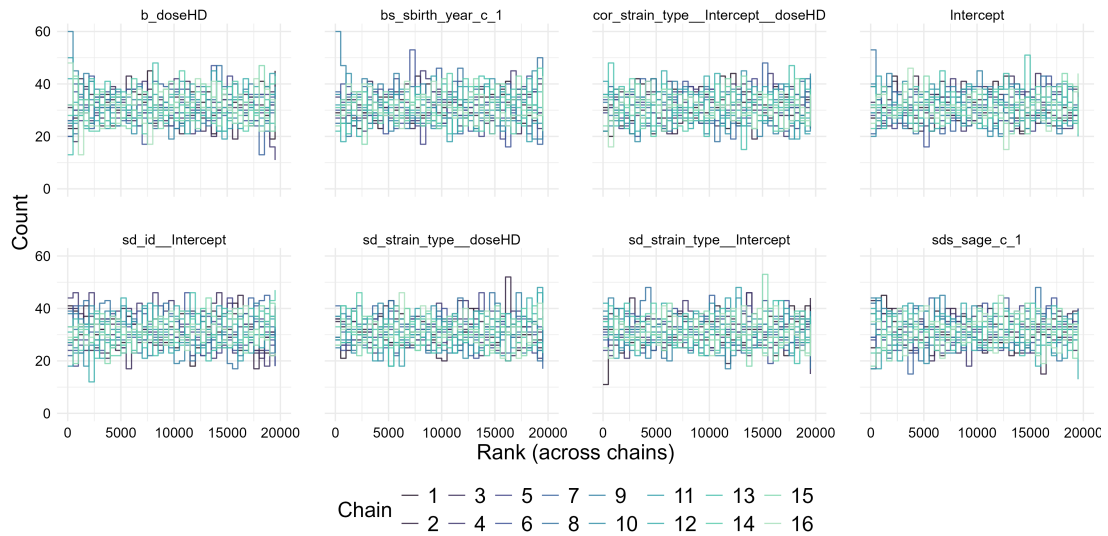 b_doseHD bs_sbirth_year_c_1 cor_strain_type__Intercept__doseHD Intercept
60
40
20
0
Count
sd_id__Intercept sd_strain_type__doseHD sd_strain_type__Intercept sds_sage_c_1
60
40
20
0
0 5000 10000 15000 20000 0 5000 10000 15000 20000 0 5000 10000 15000 20000 0 5000 10000 15000 20000
Rank (across chains)
Chain
1 3 5 7 9 11 13 15
2 4 6 8 10 12 14 16